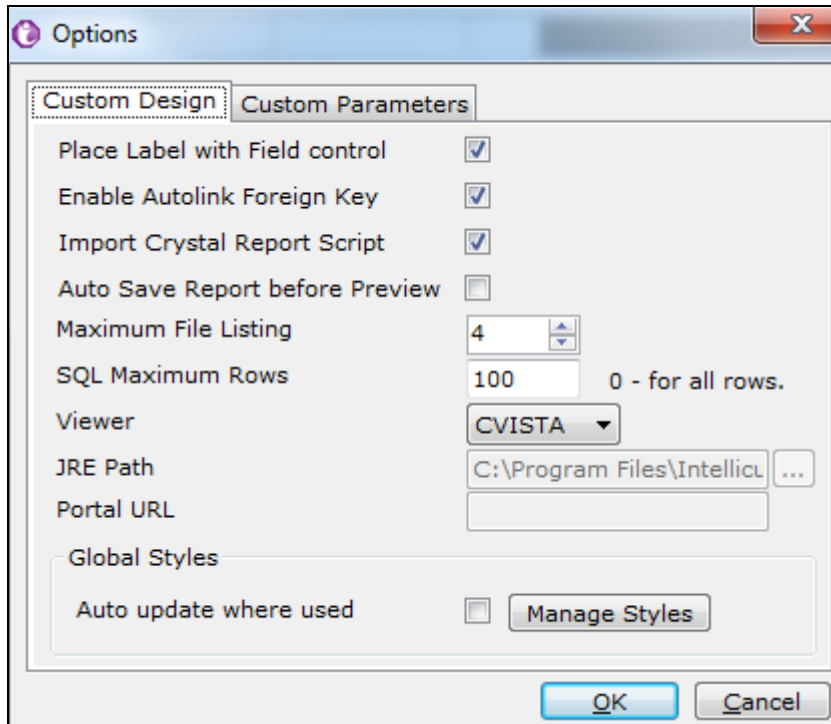 Options
Custom Design Custom Parameters
Place Label with Field control
Enable Autolink Foreign Key
Import Crystal Report Script
Auto Save Report before Preview
Maximum File Listing 4
SQL Maximum Rows 100 0 - for all rows.
Viewer CVISTA
JRE Path C:\Program Files\Intellicu ...
Portal URL
Global Styles
Auto update where used Manage Styles
OK Cancel